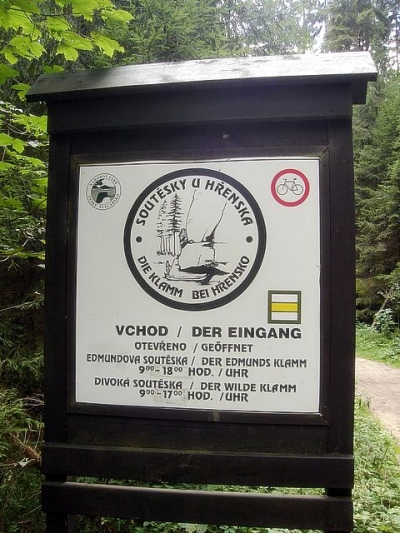 SOUTĚSKY U HŘENSKA
DIE KLAMM BEI HŘENSKO
VCHOD / DER EINGANG
OTEVŘENO / GEÖFFNET
EDMUNDOVA SOUTĚSKA / DER EDMUNDS KLAMM
9⁰⁰-18⁰⁰ HOD. /UHR
DIVOKÁ SOUTĚSKA / DER WILDE KLAMM
9⁰⁰-17⁰⁰ HOD. /UHR